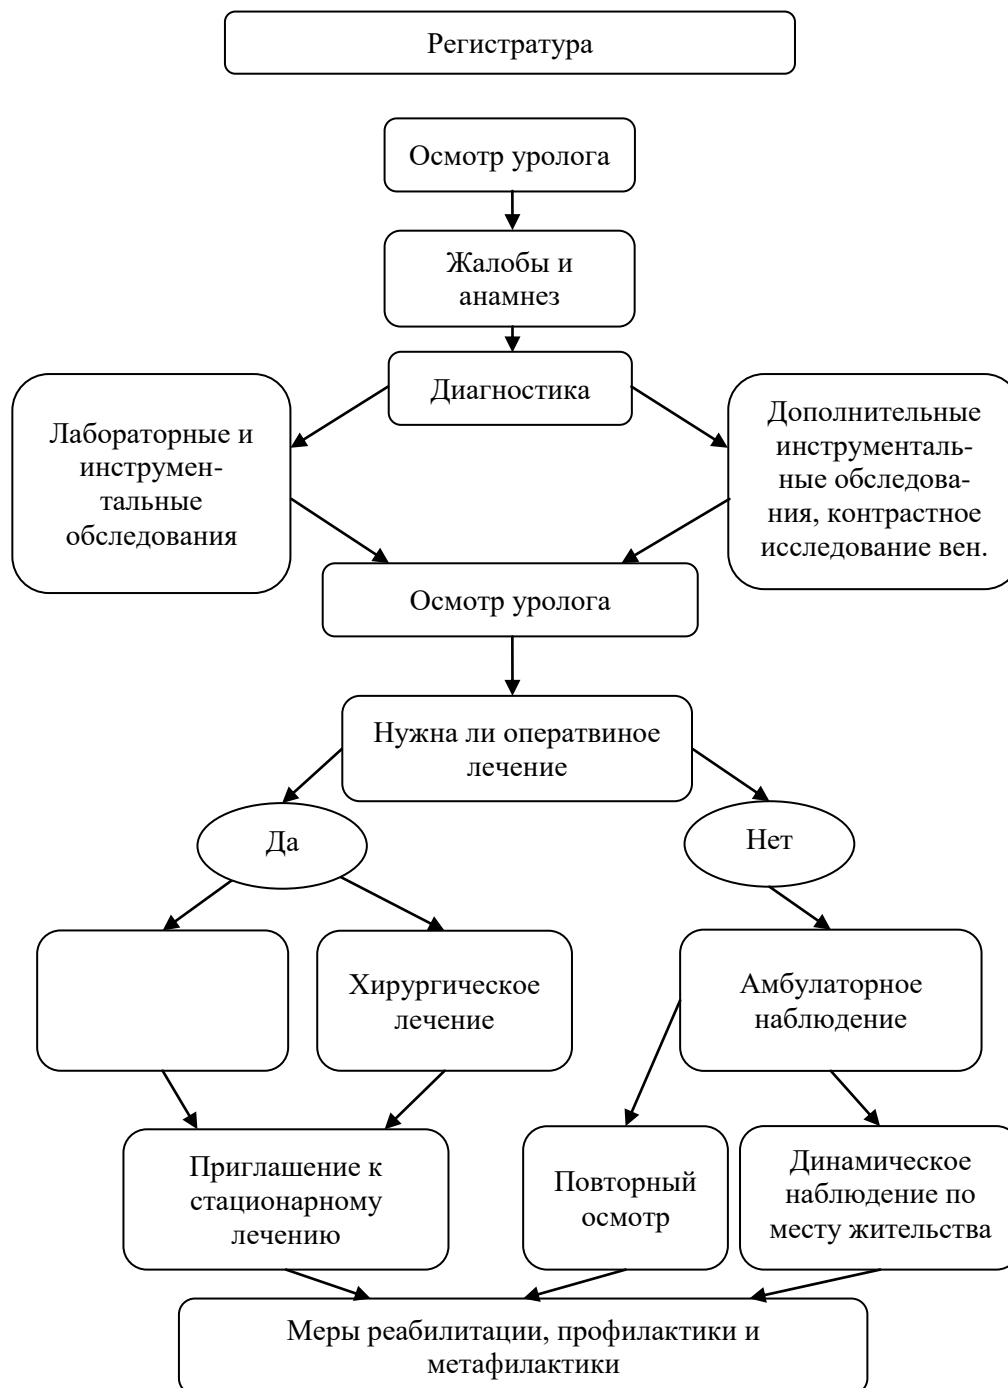 Регистратура
Осмотр уролога
Жалобы и
анамнез
Диагностика
Лабораторные и
инструмен-
тальные
обследования
Дополнительные
инструменталь-
ные обследова-
ния, контрастное
исследование вен.
Осмотр уролога
Нужна ли оператвиное
лечение
Да
Нет
Хирургическое
лечение
Амбулаторное
наблюдение
Приглашение к
стационарному
лечению
Повторный
осмотр
Динамическое
наблюдение по
месту жительства
Меры реабилитации, профилактики и
метафилактики